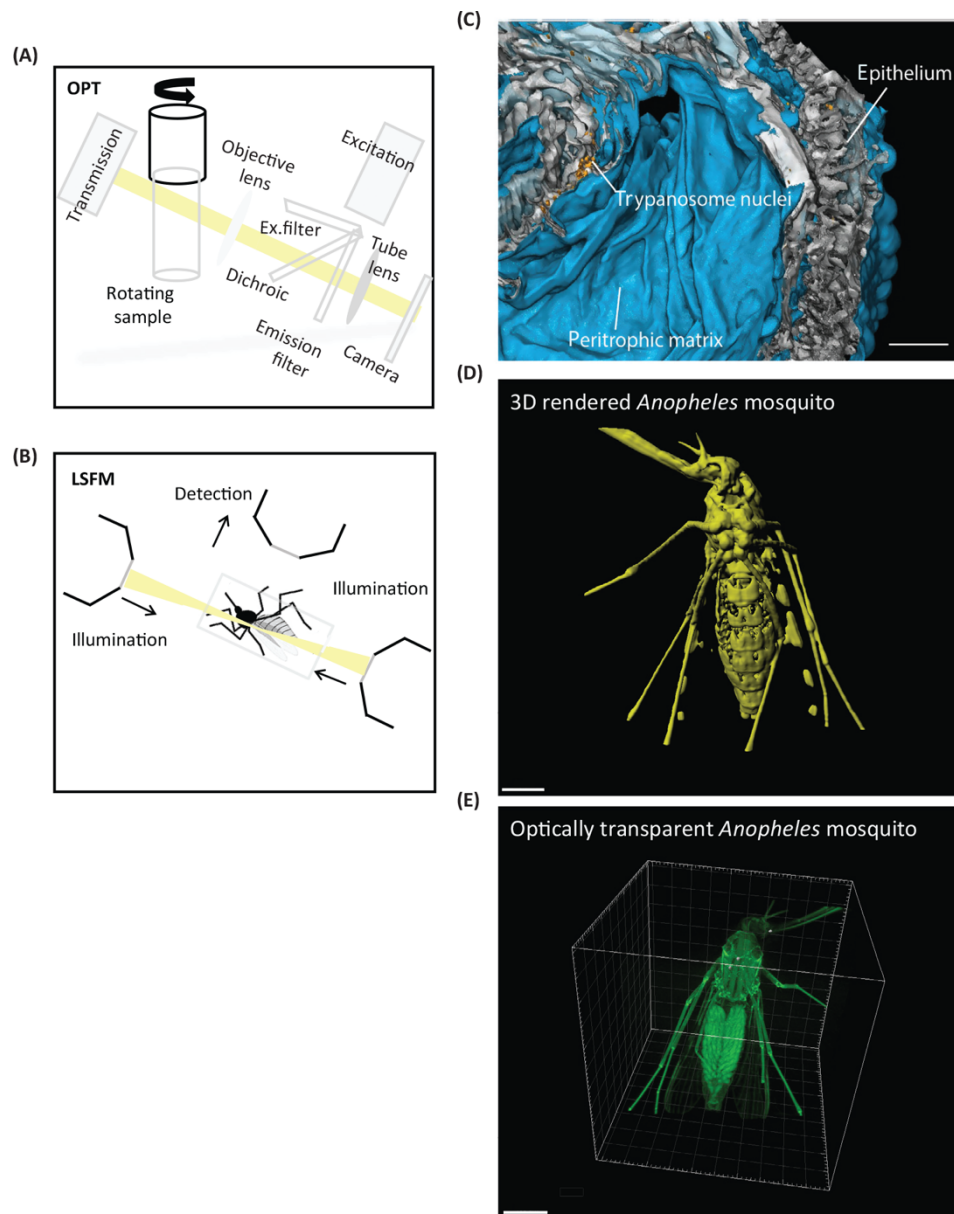 (A)
OPT
Transmission
Objective
lens
Excitation
Ex.filter
Tube
lens
Dichroic
Rotating
sample
Emission
filter
Camera
(B)
LSFM
Detection
Illumination
Illumination
(C)
Epithelium
Trypanosome nuclei
Peritrophic matrix
(D)
3D rendered Anopheles mosquito
(E)
Optically transparent Anopheles mosquito